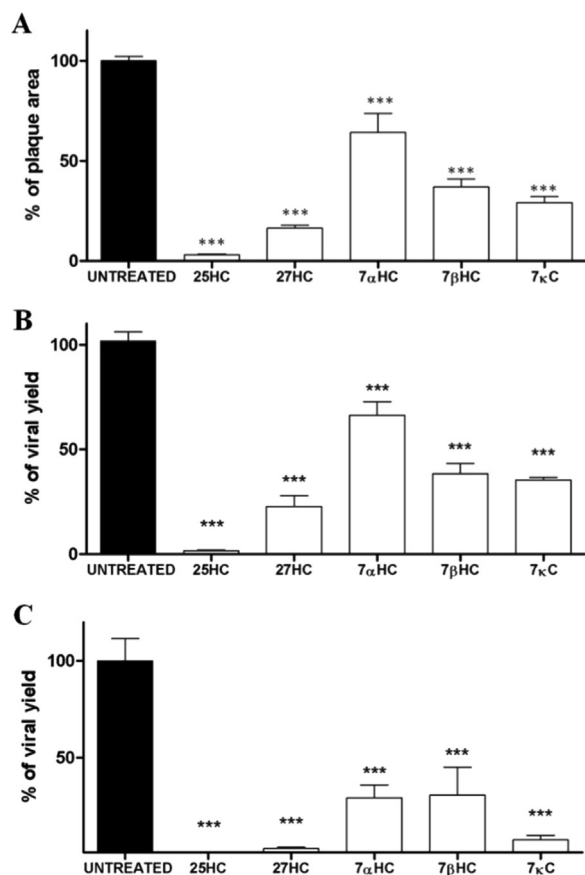 A
% of plaque area
100
50
0
*** *** *** *** ***
UNTREATED 25HC 27HC 7αHC 7βHC 7κC
B
% of viral yield
100
50
0
*** *** *** *** ***
UNTREATED 25HC 27HC 7αHC 7βHC 7κC
C
% of viral yield
100
50
*** *** *** *** ***
UNTREATED 25HC 27HC 7αHC 7βHC 7κC